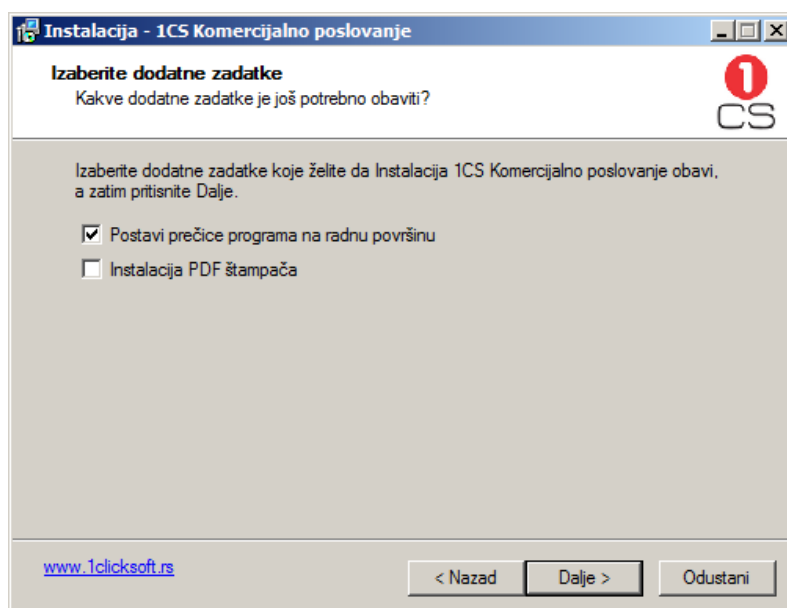 Instalacija - 1CS Komercijalno poslovanje
Izaberite dodatne zadatke
Kakve dodatne zadatke je još potrebno obaviti?
1
CS
Izaberite dodatne zadatke koje želite da Instalacija 1CS Komercijalno poslovanje obavi,
a zatim pritisnite Dalje.
Postavi prečice programa na radnu površinu
Instalacija PDF štampača
www.1clicksoft.rs
< Nazad
Dalje >
Odustani